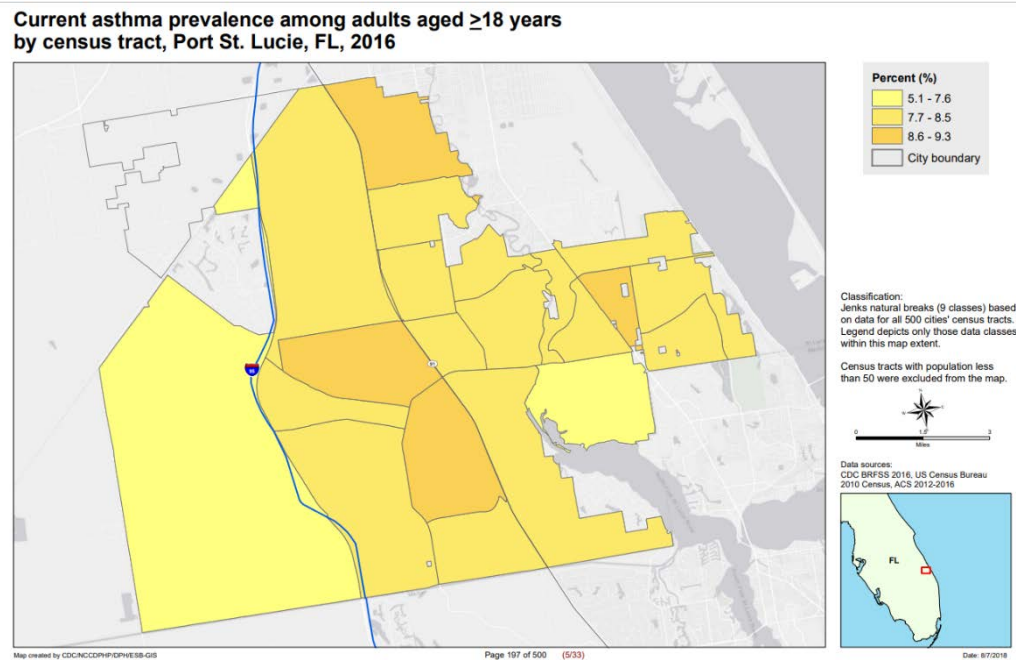 Current asthma prevalence among adults aged ≥18 years
by census tract, Port St. Lucie, FL, 2016
Percent (%)
5.1 - 7.6
7.7 - 8.5
8.6 - 9.3
City boundary
95
91
Classification:
Jenks natural breaks (9 classes) based
on data for all 500 cities' census tracts.
Legend depicts only those data classes
within this map extent.
Census tracts with population less
than 50 were excluded from the map.
0 1.5 3
Miles
Data sources:
CDC BRFSS 2016, US Census Bureau
2010 Census, ACS 2012-2016
FL
Map created by CDC/NCCDPHP/DPH/ESB-GIS
Page 197 of 500 (5/33)
Date: 8/7/2018